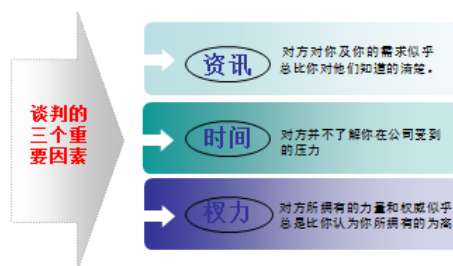 谈判的
三个重
要因素
资讯
对方对你及你的需求似乎
总比你对他们知道的清楚。
时间
对方并不了解你在公司受到
的压力
权力
对方所拥有的力量和权威似乎
总是比你认为你所拥有的为高